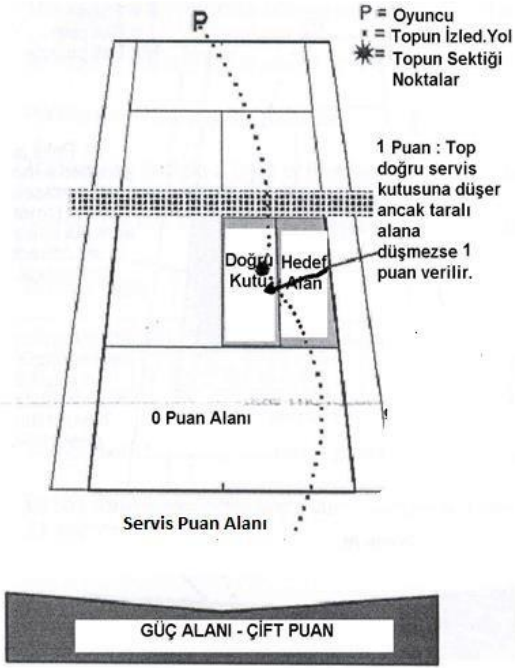 P
P = Oyuncu
= Topun İzled.Yol
= Topun Sektiği
Noktalar
1 Puan : Top
doğru servis
kutusuna düşer
ancak taralı
alana
düşmezse 1
puan verilir.
Doğru Hedef
Kutu Alan
0 Puan Alanı
Servis Puan Alanı
GÜÇ ALANI - ÇİFT PUAN